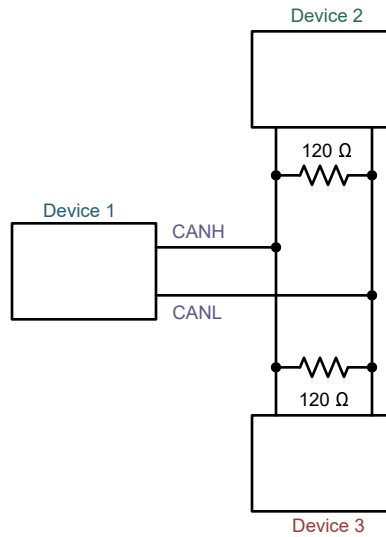 Device 2
120 Ω
Device 1
CANH
CANL
120 Ω
Device 3